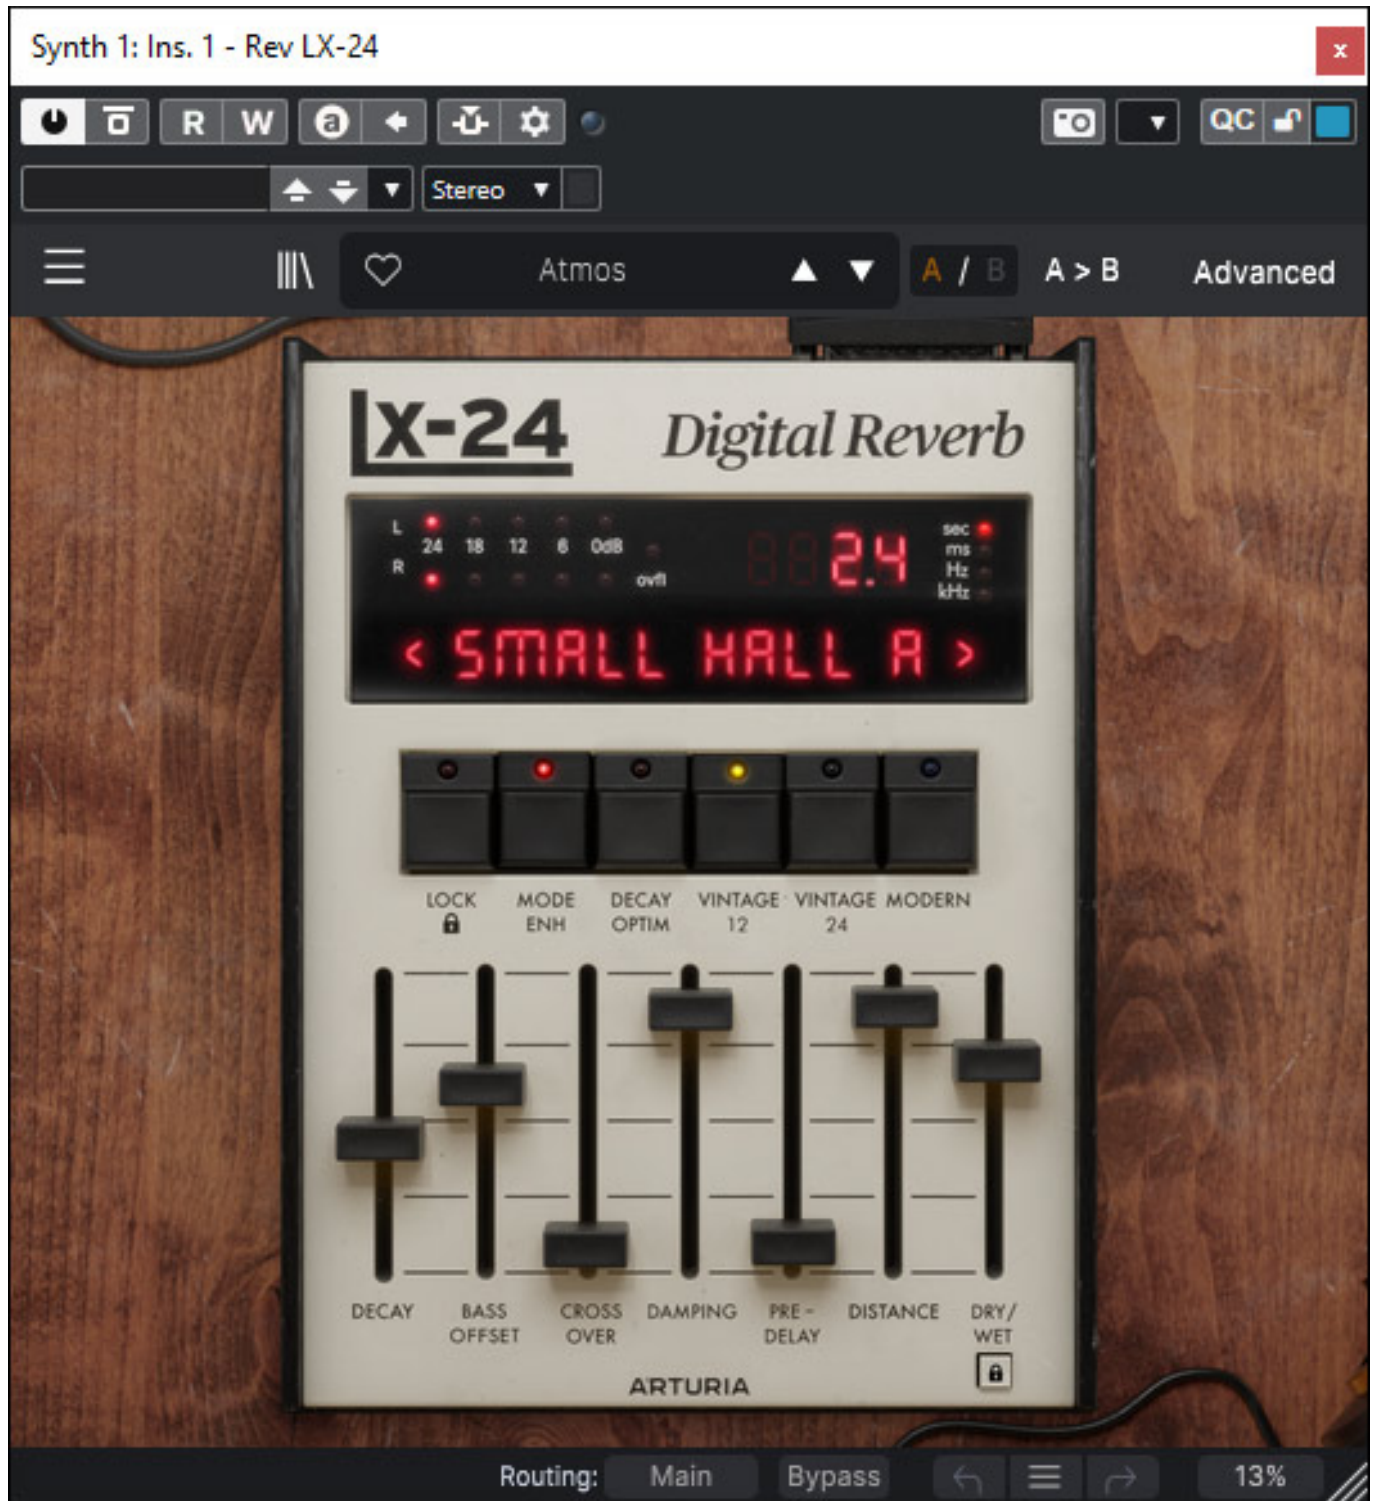 Synth 1: Ins. 1 - Rev LX-24
x
R W a QC
Stereo
Atmos A / B A > B Advanced
LX-24 Digital Reverb
L sec
24 18 12 6 0dB 2.4 ms
R ovfl Hz
kHz
< SMALL HALL A >
LOCK MODE DECAY VINTAGE VINTAGE MODERN
ENH OPTIM 12 24
DECAY BASS CROSS DAMPING PRE- DISTANCE DRY/
OFFSET OVER DELAY WET
ARTURIA
Routing: Main Bypass 13%